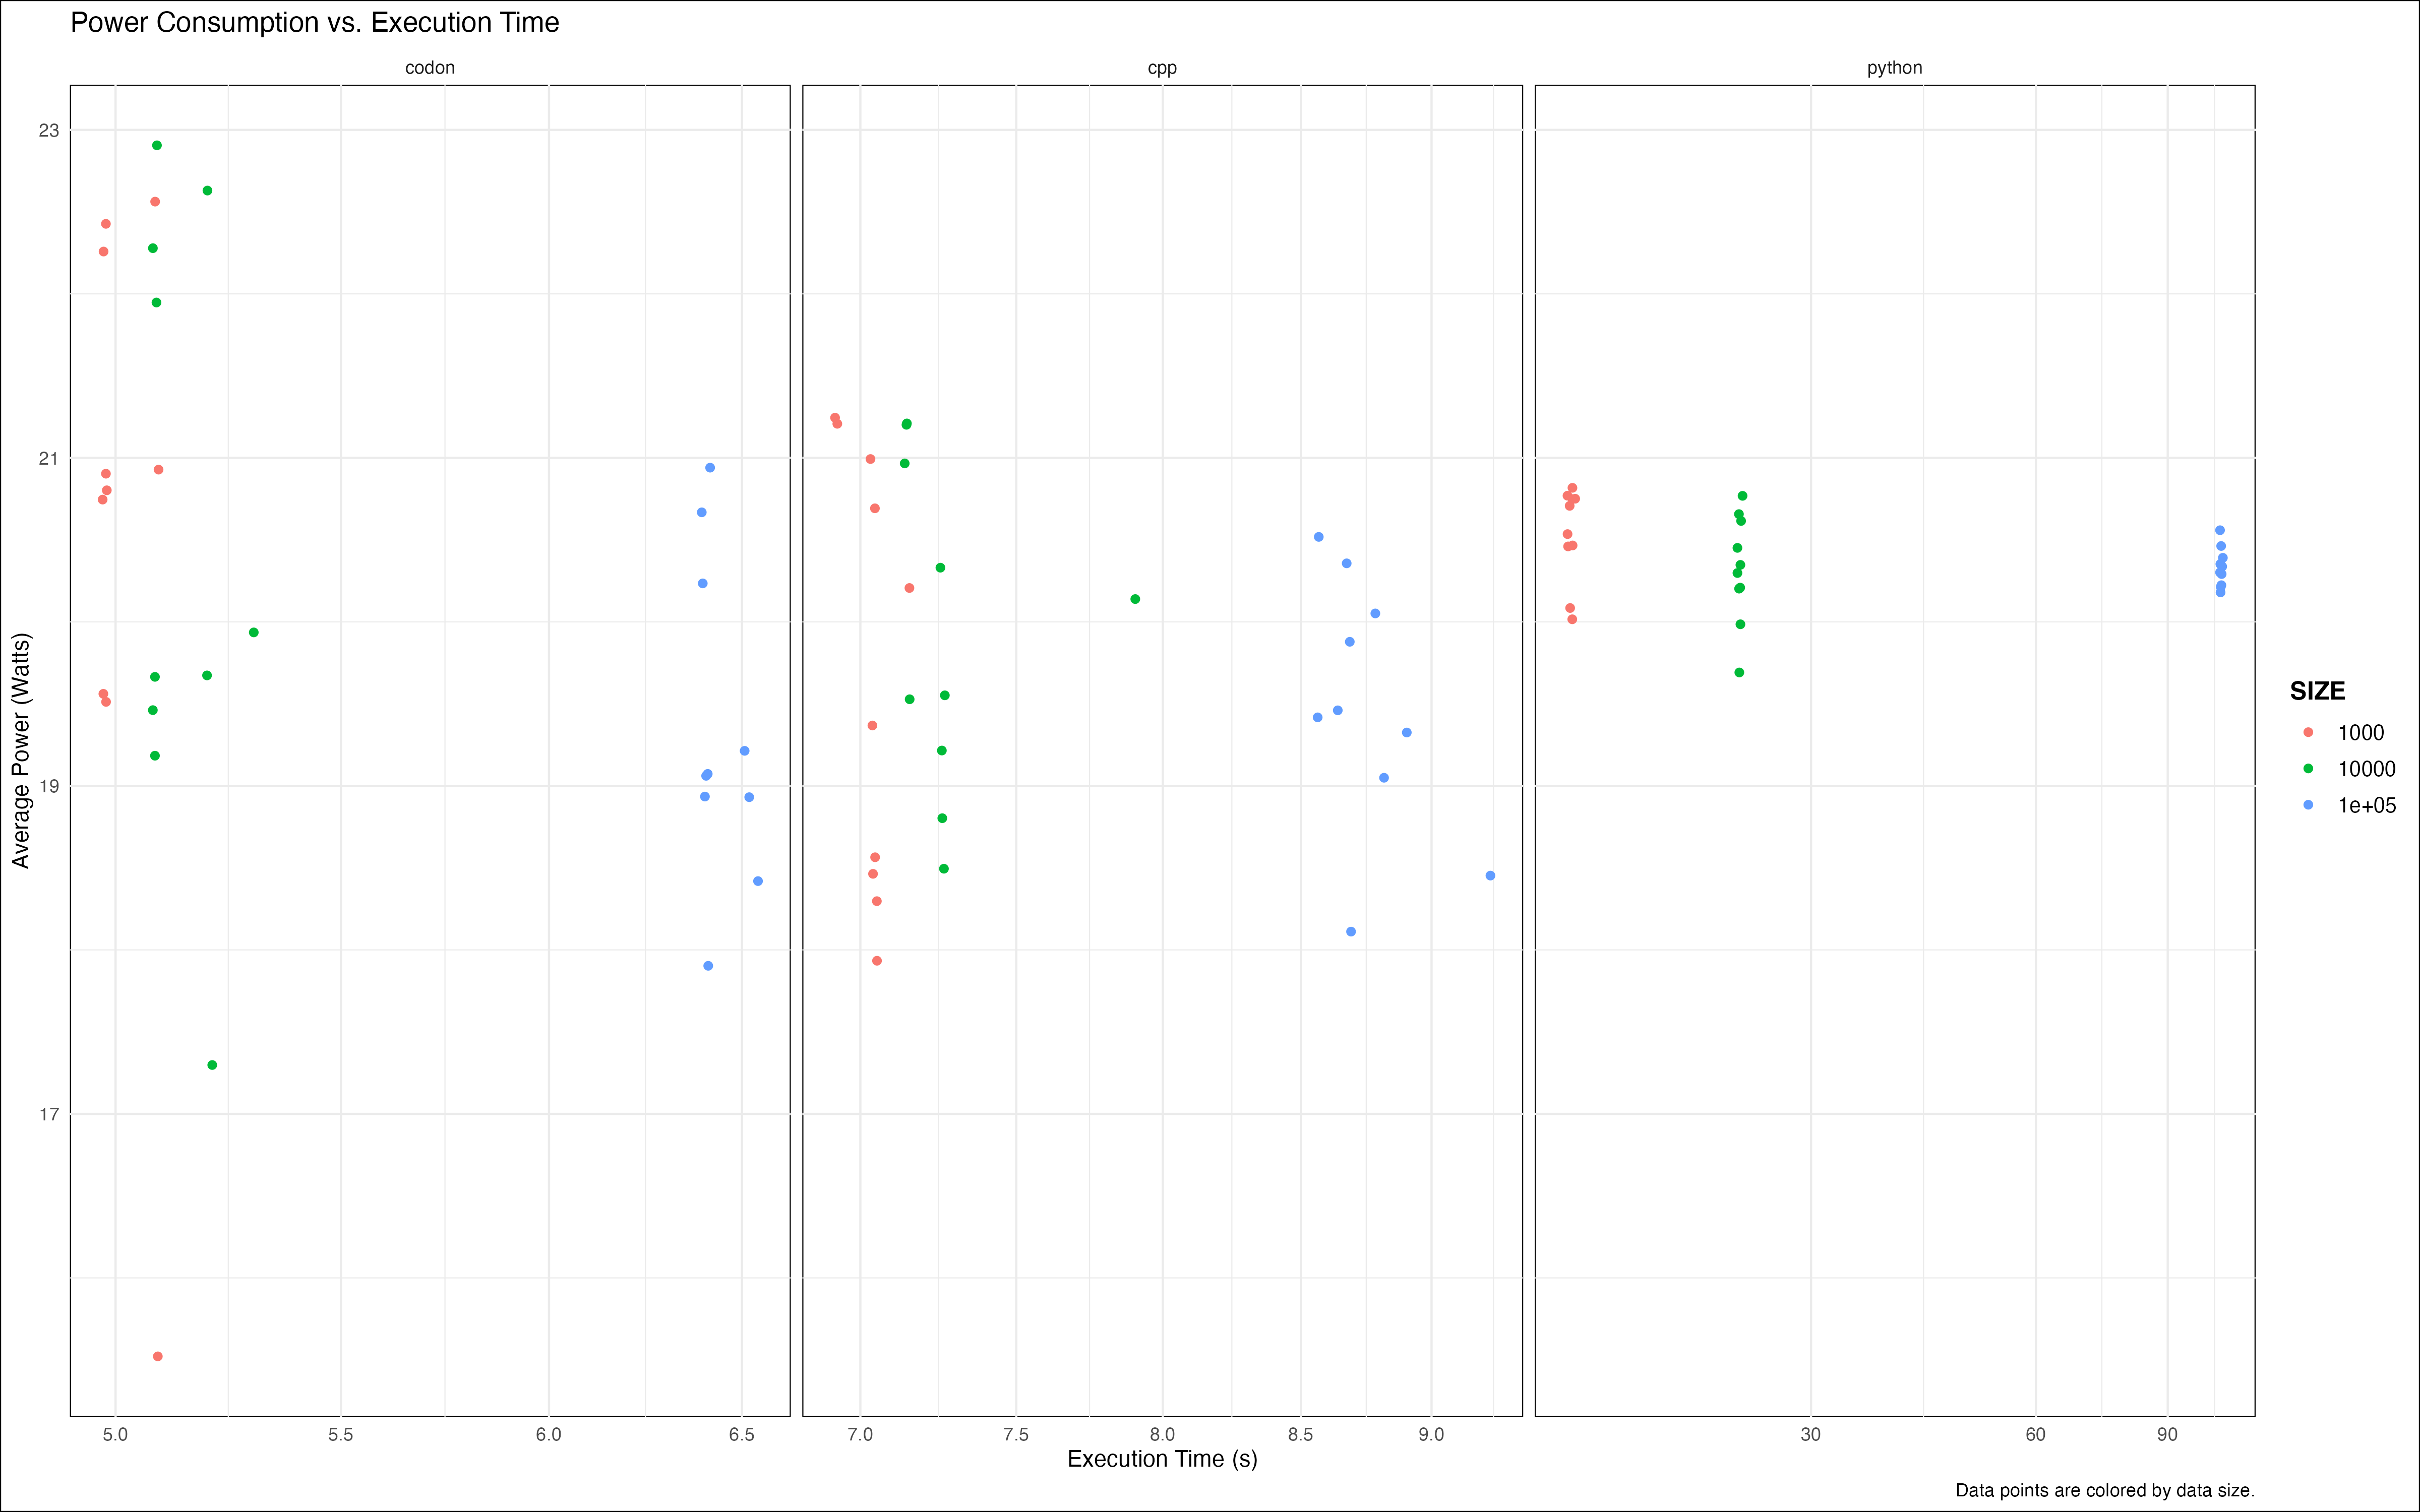 Power Consumption vs. Execution Time
codon
cpp
python
23
21
19
17
Average Power (Watts)
5.0 5.5 6.0 6.5
7.0 7.5 8.0 8.5 9.0
30 60 90
Execution Time (s)
SIZE
1000
10000
1e+05
Data points are colored by data size.